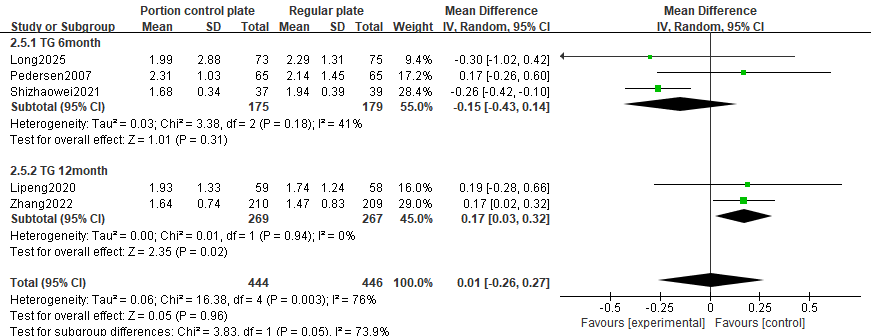 Portion control plate Regular plate Mean Difference Mean Difference
Study or Subgroup Mean SD Total Mean SD Total Weight IV, Random, 95% CI IV, Random, 95% CI
2.5.1 TG 6month
Long2025 1.99 2.88 73 2.29 1.31 75 9.4% -0.30 [-1.02, 0.42]
Pedersen2007 2.31 1.03 65 2.14 1.45 65 17.2% 0.17 [-0.26, 0.60]
Shizhaowei2021 1.68 0.34 37 1.94 0.39 39 28.4% -0.26 [-0.42, -0.10]
Subtotal (95% CI) 175 179 55.0% -0.15 [-0.43, 0.14]
Heterogeneity: Tau² = 0.03; Chi² = 3.38, df = 2 (P = 0.18); I² = 41%
Test for overall effect: Z = 1.01 (P = 0.31)
2.5.2 TG 12month
Lipeng2020 1.93 1.33 59 1.74 1.24 58 16.0% 0.19 [-0.28, 0.66]
Zhang2022 1.64 0.74 210 1.47 0.83 209 29.0% 0.17 [0.02, 0.32]
Subtotal (95% CI) 269 267 45.0% 0.17 [0.03, 0.32]
Heterogeneity: Tau² = 0.00; Chi² = 0.01, df = 1 (P = 0.94); I² = 0%
Test for overall effect: Z = 2.35 (P = 0.02)
Total (95% CI) 444 446 100.0% 0.01 [-0.26, 0.27]
Heterogeneity: Tau² = 0.06; Chi² = 16.38, df = 4 (P = 0.003); I² = 76%
Test for overall effect: Z = 0.05 (P = 0.96)
Test for subgroup differences: Chi² = 3.83, df = 1 (P = 0.05), I² = 73.9%
-0.5 -0.25 0 0.25 0.5
Favours [experimental] Favours [control]